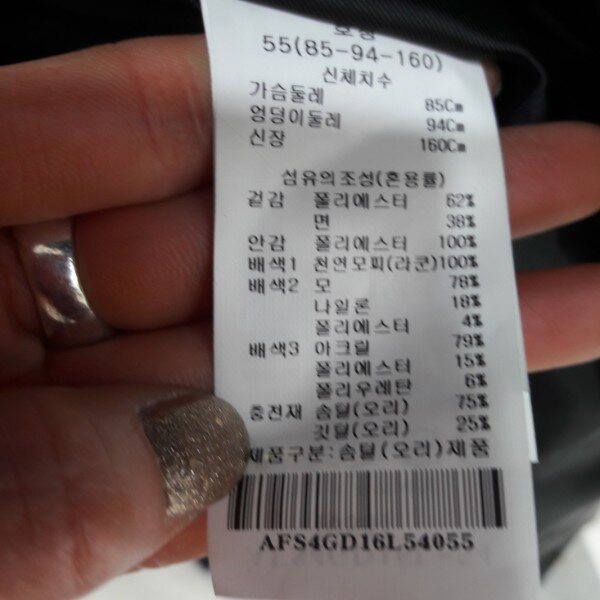 호칭
55(85-94-160)
신체치수
가슴둘레 85Cm
엉덩이둘레 94Cm
신장 160Cm
섬유의조성(혼용률)
겉감 폴리에스터 62%
면 38%
안감 폴리에스터 100%
배색1 천연모피(라쿤)100%
배색2 모 78%
나일론 18%
폴리에스터 4%
배색3 아크릴 79%
폴리에스터 15%
폴리우레탄 6%
충전재 솜털(오리) 75%
깃털(오리) 25%
제품구분:솜털(오리)제품
AFS4GD16L54055